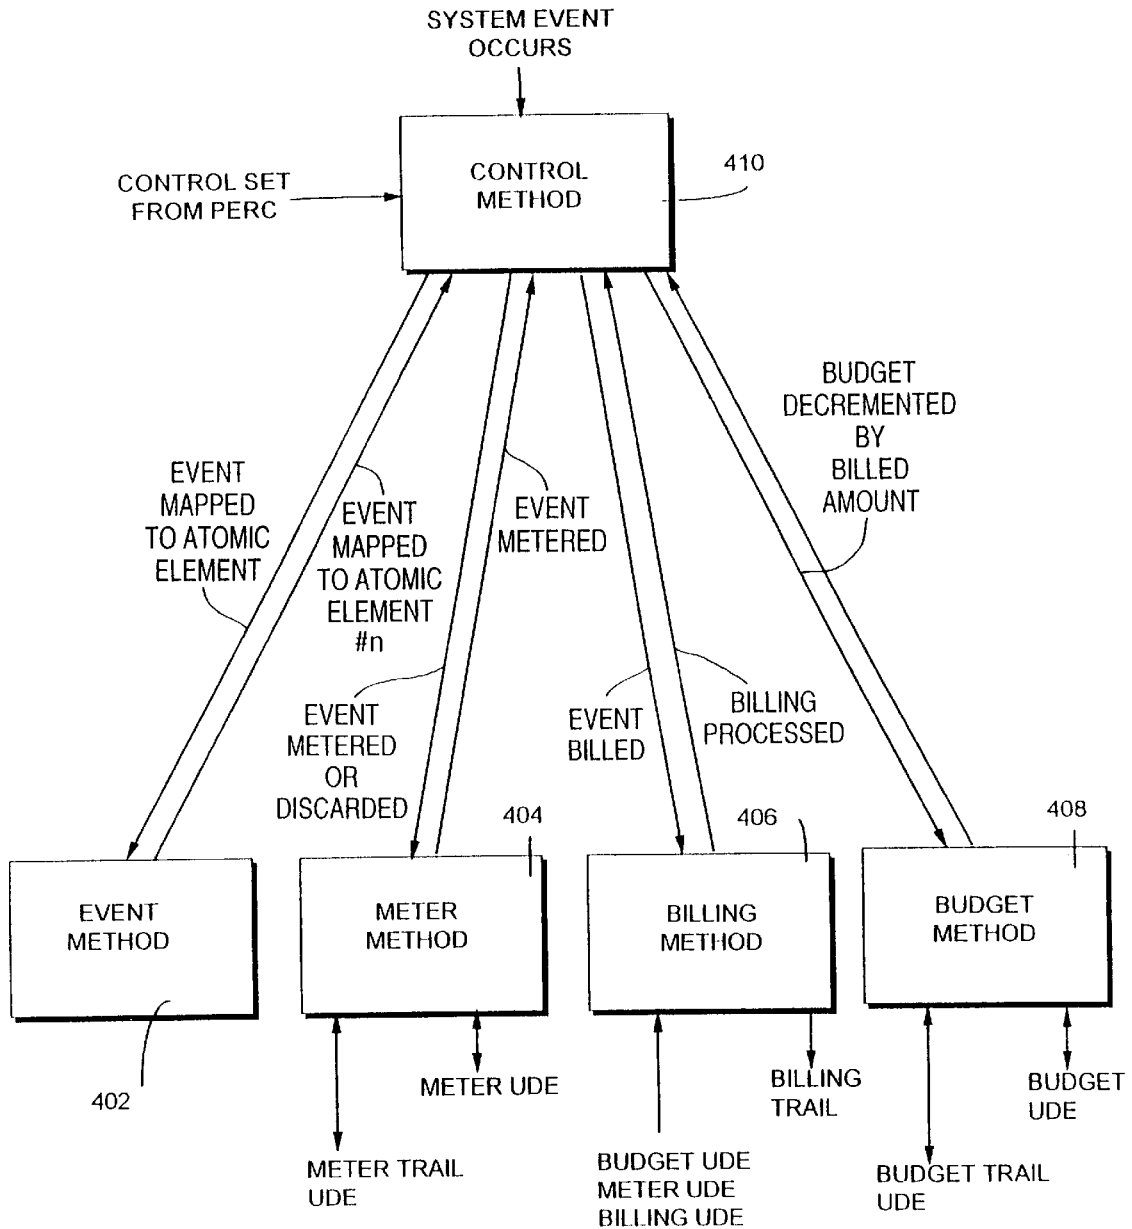 SYSTEM EVENT
OCCURS
CONTROL
METHOD
410
CONTROL SET
FROM PERC
BUDGET
DECREMENTED
BY
BILLED
AMOUNT
EVENT
MAPPED
TO ATOMIC
ELEMENT
EVENT
MAPPED
TO ATOMIC
ELEMENT
#n
EVENT
METERED
EVENT
METERED
OR
DISCARDED
EVENT
BILLED
BILLING
PROCESSED
404
406
408
EVENT
METHOD
METER
METHOD
BILLING
METHOD
BUDGET
METHOD
402
METER UDE
BILLING
TRAIL
BUDGET
UDE
METER TRAIL
UDE
BUDGET UDE
METER UDE
BILLING UDE
BUDGET TRAIL
UDE